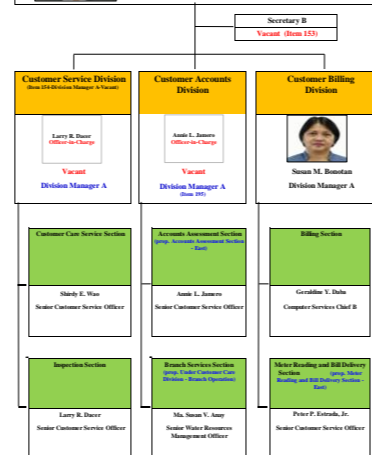 Secretary B
Vacant (Item 153)
Customer Service Division
(Item 154-Division Manager A-Vacant)
Larry R. Dacer
Officer-in-Charge
Vacant
Division Manager A
Customer Accounts
Division
Annie L. Jamero
Officer-in-Charge
Vacant
Division Manager A
(Item 195)
Customer Billing
Division
Susan M. Bonotan
Division Manager A
Customer Care Service Section
Shirdy E. Wao
Senior Customer Service Officer
Accounts Assessment Section
(prop. Accounts Assessment Section
- East)
Annie L. Jamero
Senior Customer Service Officer
Billing Section
Geraldine Y. Daba
Computer Services Chief B
Inspection Section
Larry R. Dacer
Senior Customer Service Officer
Branch Services Section
(prop. Under Customer Care
Division - Branch Operation)
Ma. Susan V. Anay
Senior Water Resources
Management Officer
Meter Reading and Bill Delivery
Section (prop. Meter
Reading and Bill Delivery Section -
East)
Peter P. Estrada, Jr.
Senior Customer Service Officer